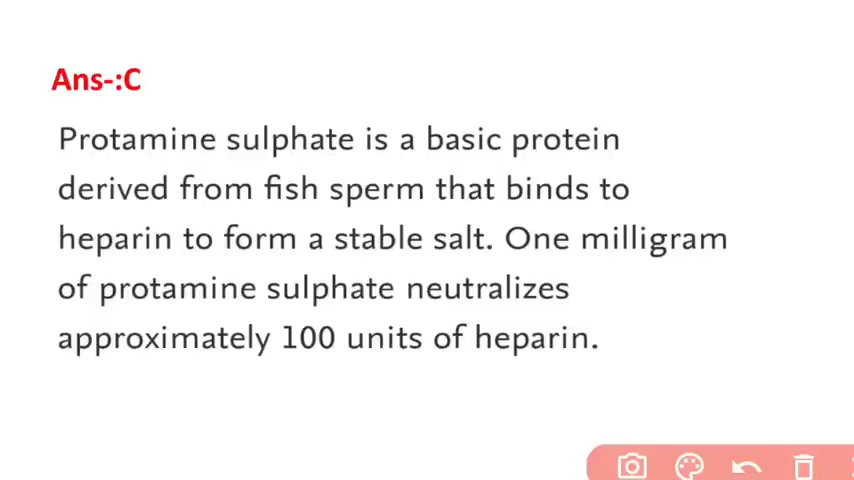 Ans-:C
Protamine sulphate is a basic protein
derived from fish sperm that binds to
heparin to form a stable salt. One milligram
of protamine sulphate neutralizes
approximately 100 units of heparin.